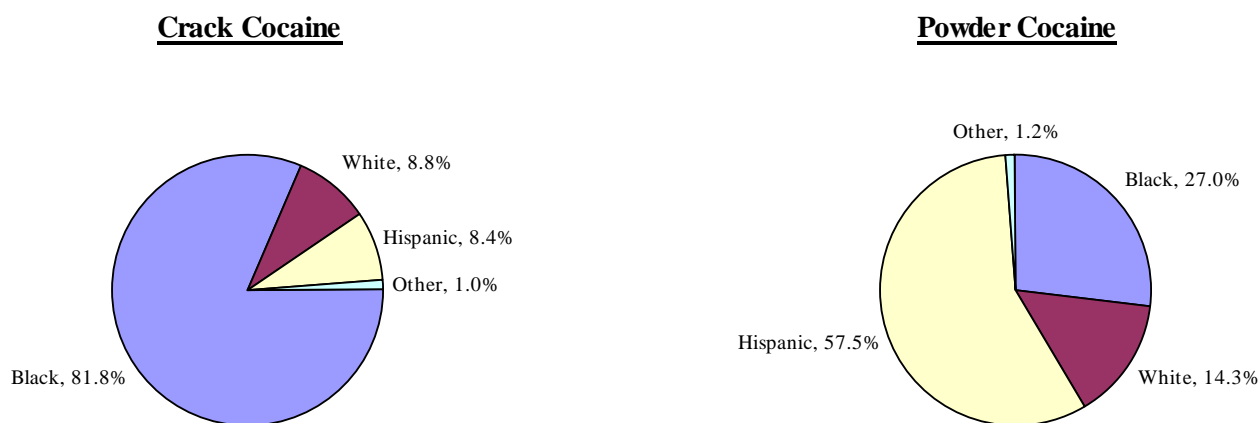 Crack Cocaine
White, 8.8%
Hispanic, 8.4%
Other, 1.0%
Black, 81.8%
Powder Cocaine
Other, 1.2%
Black, 27.0%
Hispanic, 57.5%
White, 14.3%